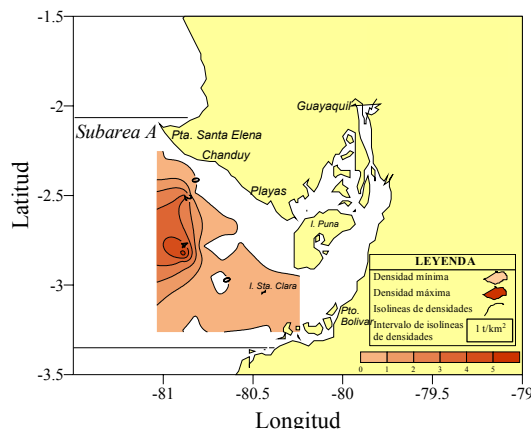 -1.5
-2
-2.5
-3
-3.5
Latitud
Subarea A
Pta. Santa Elena
Chanduy
Playas
Guayaquil
I. Puna
I. Sta. Clara
Pto.
Bolivar
LEYENDA
Densidad mínima
Densidad máxima
Isolineas de densidades
Intervalo de isolíneas
de densidades
1 t/km²
0 1 2 3 4 5
-81 -80.5 -80 -79.5 -79
Longitud